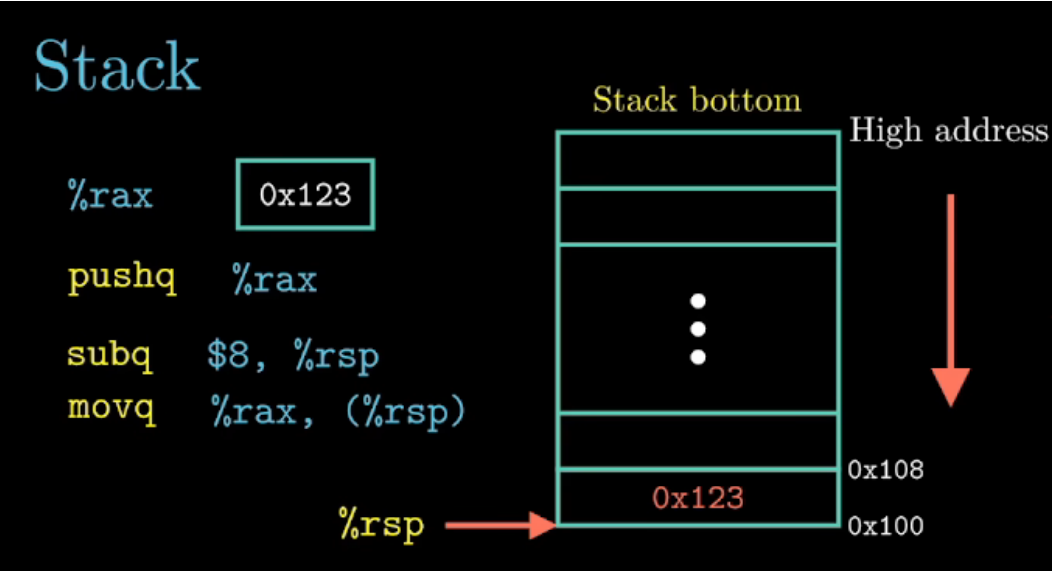 Stack
Stack bottom
High address
%rax 0x123
pushq %rax
subq $8, %rsp
movq %rax, (%rsp)
0x108
0x123
%rsp
0x100